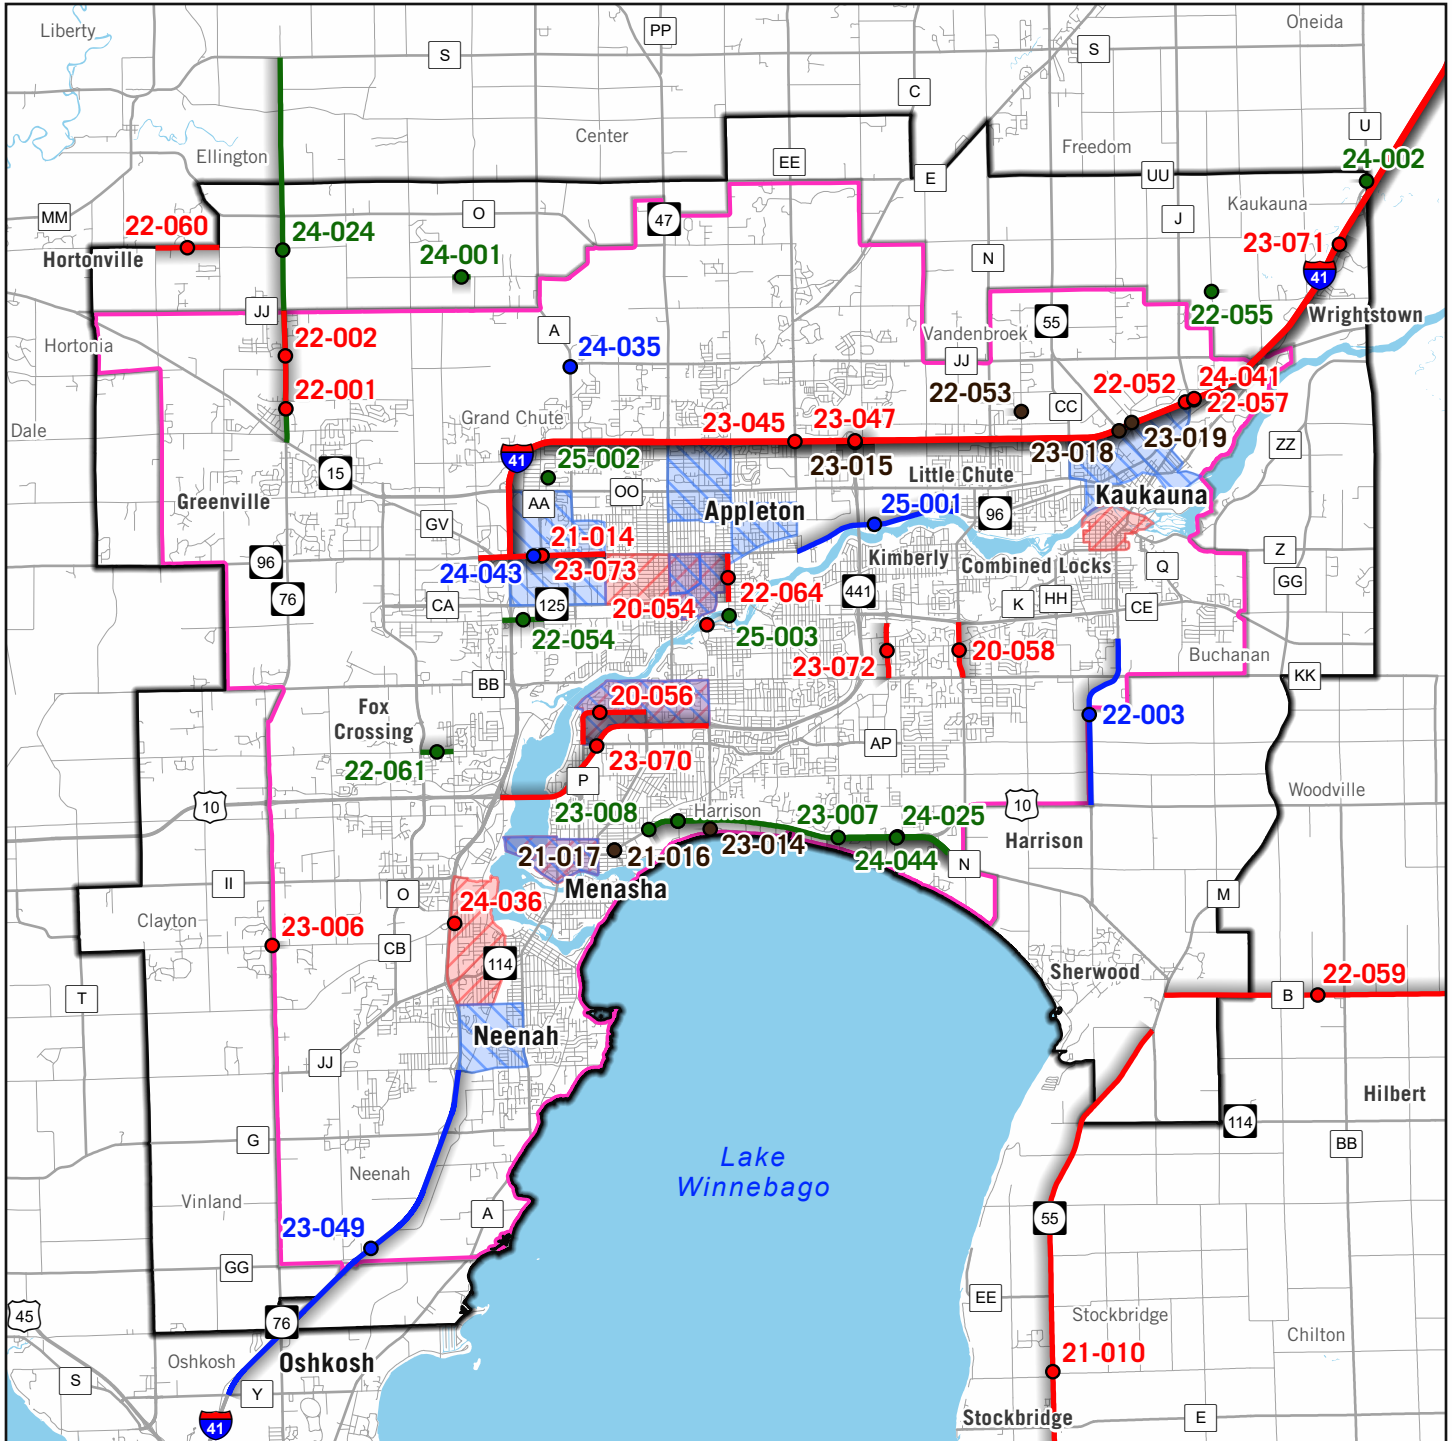 Liberty
PP
Oneida
S
S
C
U
Center
Freedom
Ellington
EE
24-002
E
UU
MM
O
47
J
Kaukauna
22-060
24-024
23-071
Hortonville
24-001
N
41
JJ
22-055
Wrightstown
A
55
Vandenbroek
22-002
Hortonia
24-035
JJ
22-001
22-053
CC
22-052
24-041
22-057
Dale
Grand Chute
23-045
23-047
23-019
41
25-002
23-015
23-018
ZZ
15
Little Chute
AA
OO
Greenville
Appleton
25-001
96
Kaukauna
GV
21-014
Kimberly
Combined Locks
Z
96
24-043
23-073
Q
GG
76
CA
125
20-054
22-064
441
K
HH
CE
22-054
25-003
23-072
20-058
Buchanan
BB
KK
Fox
Crossing
20-056
22-003
AP
22-061
23-070
P
10
23-008
Harrison
23-007
24-025
10
Woodville
Harrison
21-017
21-016
23-014
24-044
N
II
Menasha
O
M
Clayton
24-036
23-006
CB
114
Sherwood
22-059
T
B
Neenah
JJ
Hilbert
114
G
BB
Lake
Winnebago
Neenah
Vinland
A
23-049
55
GG
EE
45
76
Stockbridge
Chilton
Oshkosh
Oshkosh
21-010
S
Y
41
Stockbridge
E